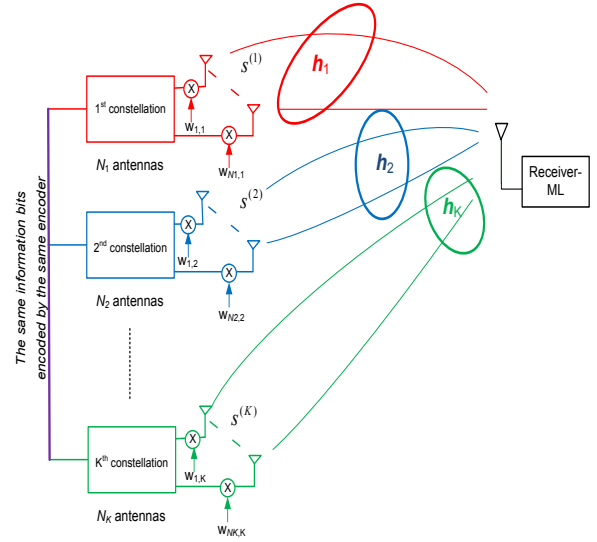 s(1)
h1
1st constellation
w1,1
N1 antennas
wN1,1
s(2)
h2
Receiver-
ML
2nd constellation
w1,2
N2 antennas
wN2,2
hK
The same information bits
encoded by the same encoder
s(K)
Kth constellation
w1,K
NK antennas
wNK,K
X
X
X
X
X
X